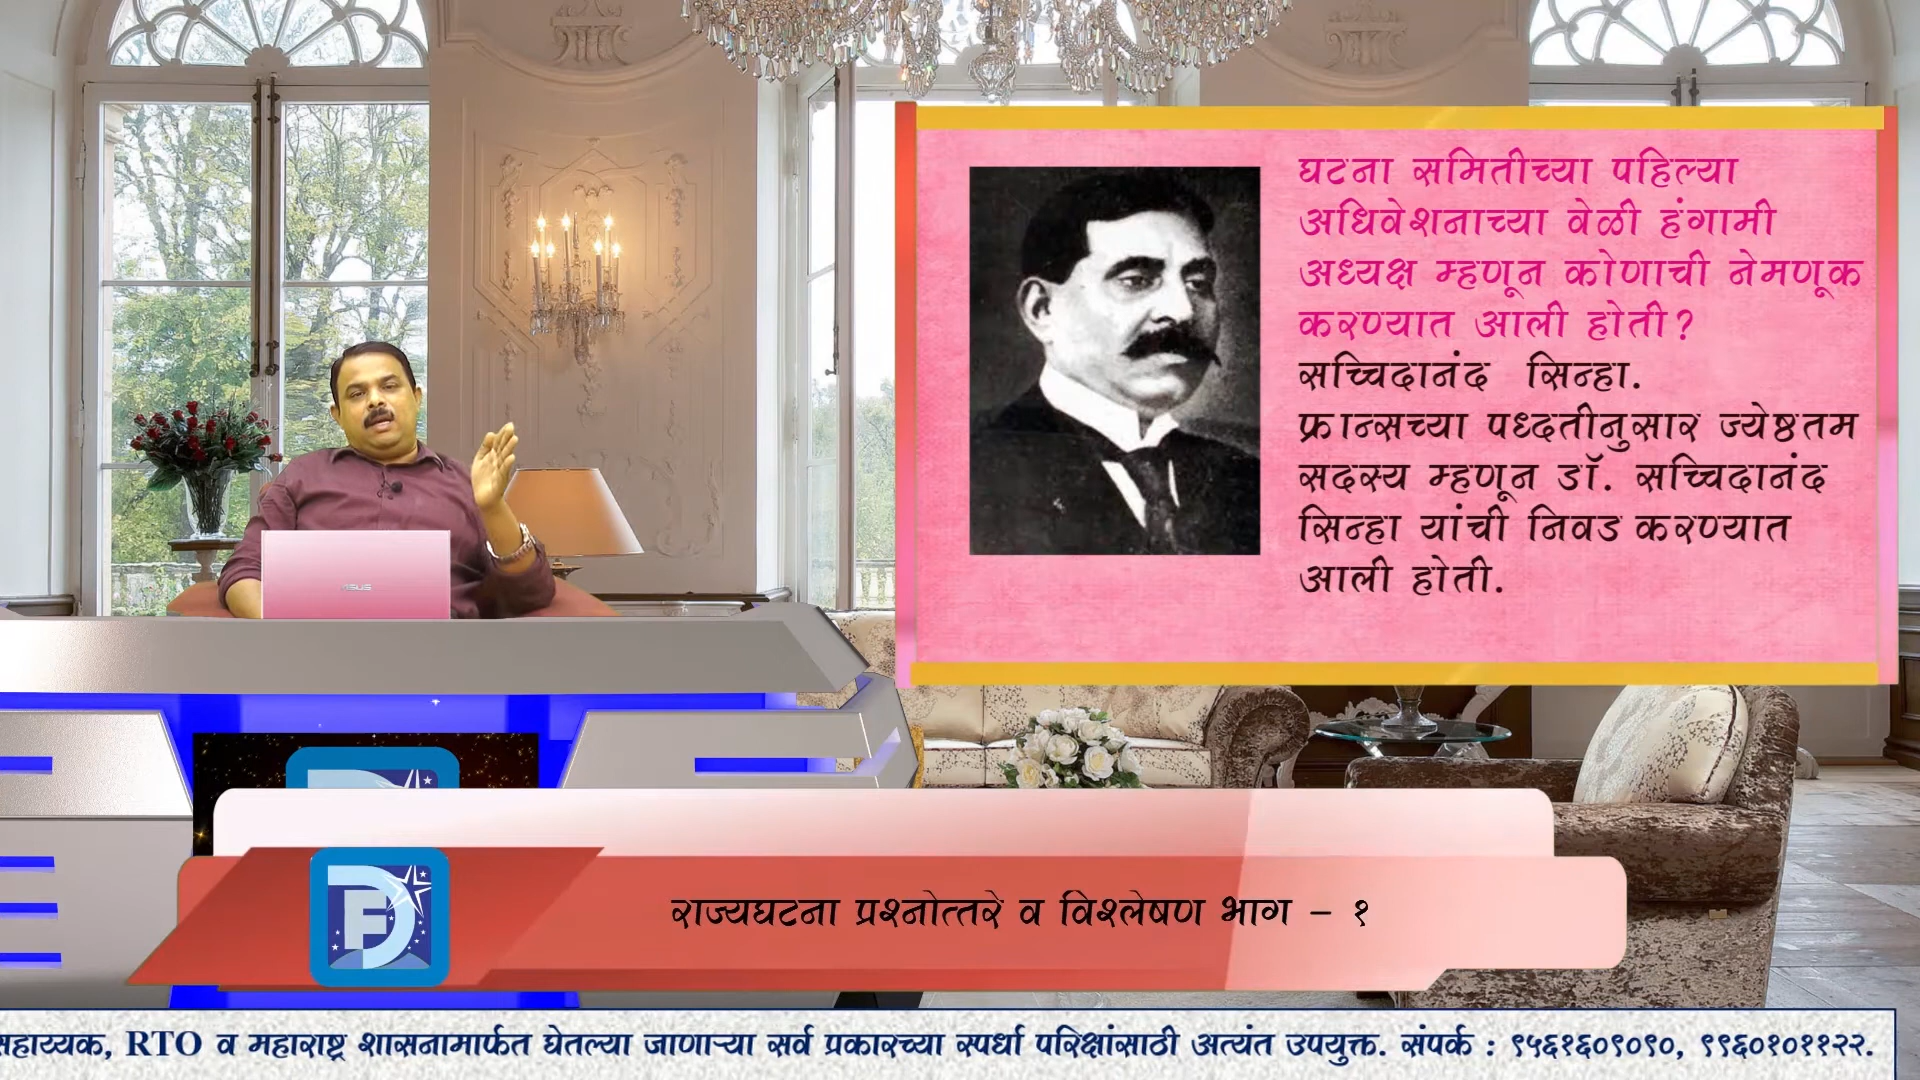 घटना समितीच्या पहिल्या
अधिवेशनाच्या वेळी हंगामी
अध्यक्ष म्हणून कोणाची नेमणूक
करण्यात आली होती?
सच्चिदानंद सिन्हा.
फ्रान्सच्या पध्दतीनुसार ज्येष्ठतम
सदस्य म्हणून डॉ. सच्चिदानंद
सिन्हा यांची निवड करण्यात
आली होती.
ASUS
राज्यघटना प्रश्नोत्तरे व विश्लेषण भाग – १
सहाय्यक, RTO व महाराष्ट्र शासनामार्फत घेतल्या जाणाऱ्या सर्व प्रकारच्या स्पर्धा परिक्षांसाठी अत्यंत उपयुक्त. संपर्क : ९५६१६०९०९०, ९९६०१०११२२.